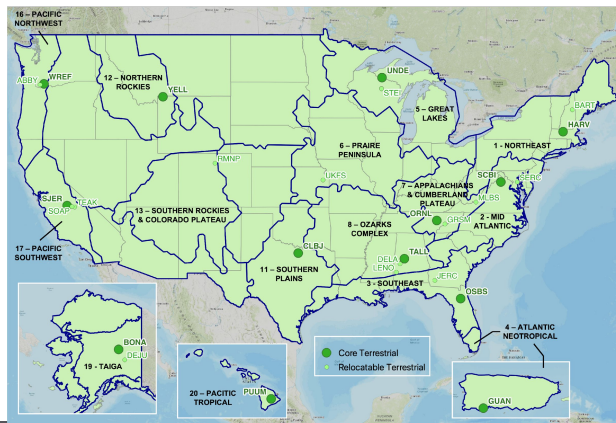 16 – PACIFIC
NORTHWEST
ABBY
WREF
12 – NORTHERN
ROCKIES
YELL
UNDE
STEI
5 – GREAT
LAKES
BART
HARV
1 - NORTHEAST
6 – PRAIRE
PENINSULA
RMNP
UKFS
7 – APPALACHIANS
& CUMBERLAND
PLATEAU
SCBI
SERC
MLBS
2 - MID
ATLANTIC
ORNL
GRSM
SJER
SOAP
TEAK
13 – SOUTHERN ROCKIES
& COLORADO PLATEAU
8 – OZARKS
COMPLEX
17 – PACIFIC
SOUTHWEST
CLBJ
11 – SOUTHERN
PLAINS
TALL
DELA
LENO
3 - SOUTHEAST
JERC
OSBS
4 – ATLANTIC
NEOTROPICAL
BONA
DEJU
19 - TAIGA
20 – PACITIC
TROPICAL
PUUM
Core Terrestrial
Relocatable Terrestrial
GUAN